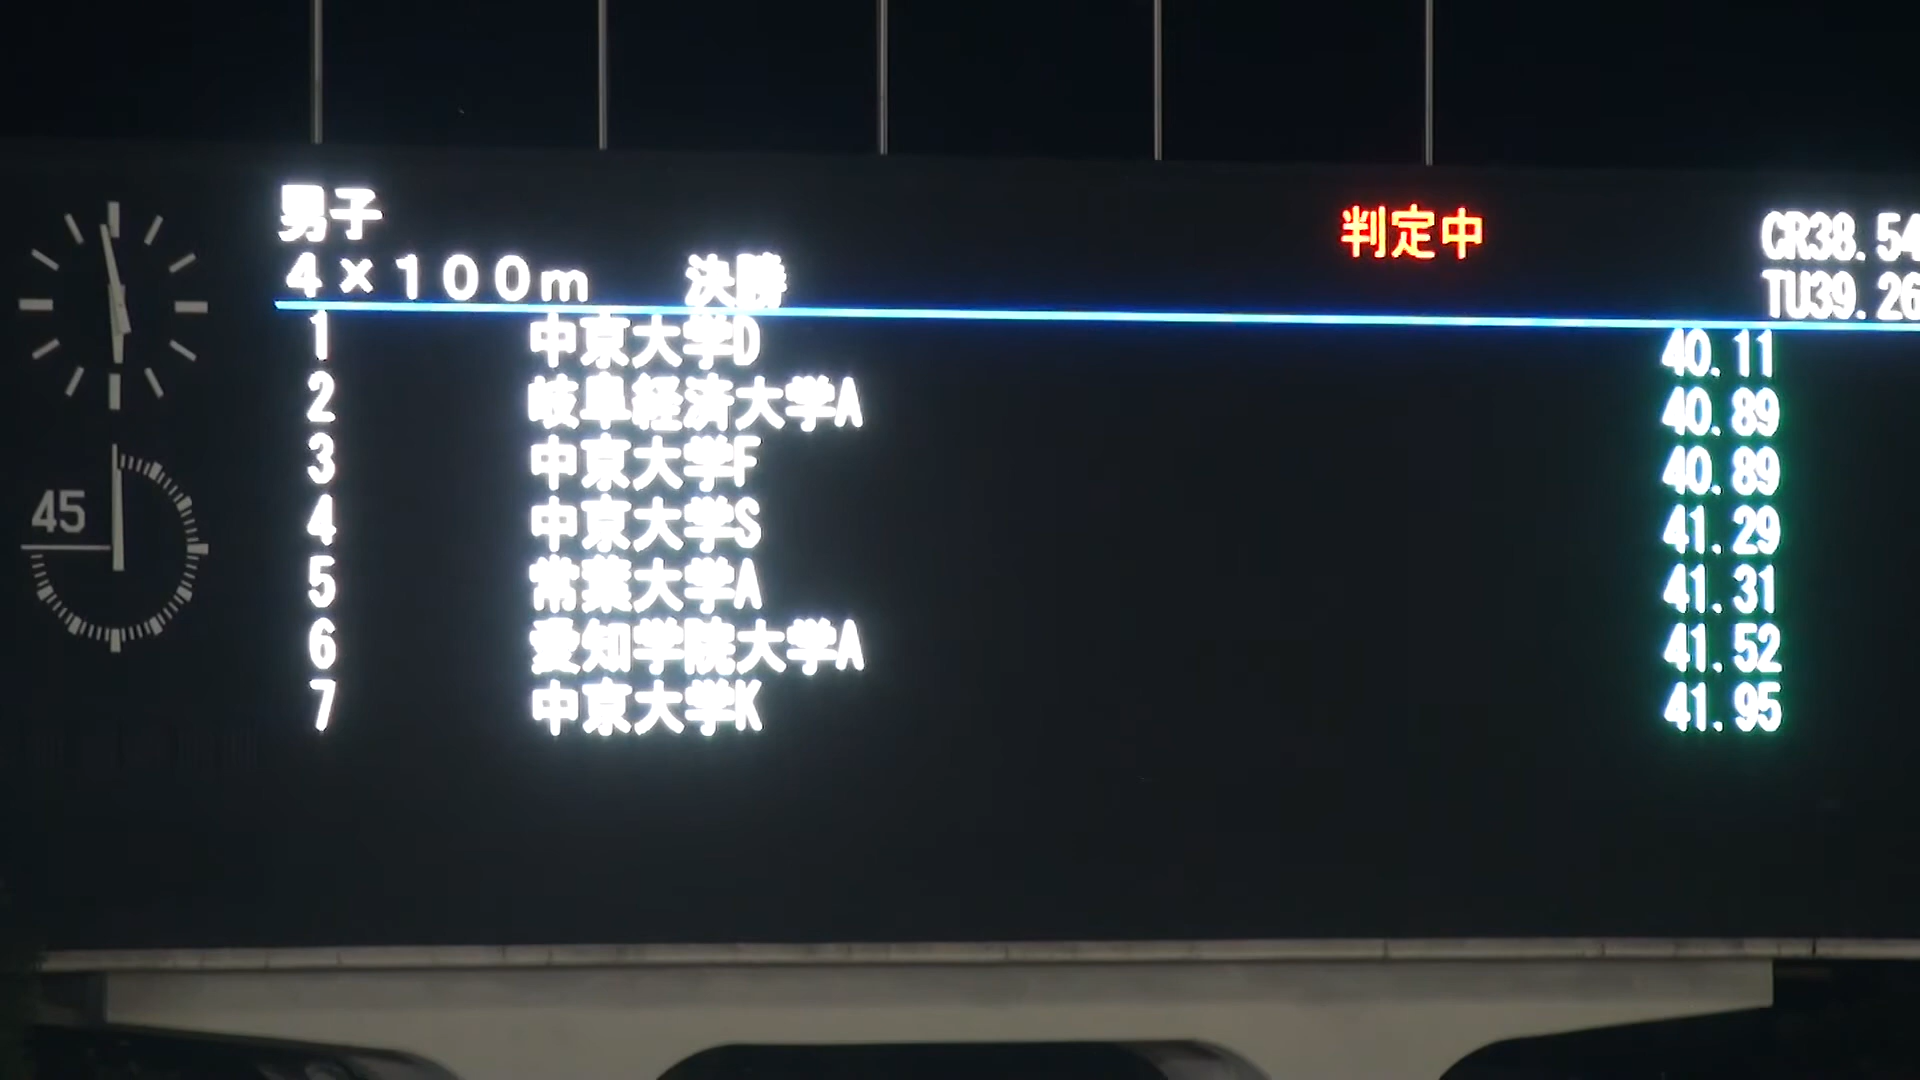 男子
4×100m 決勝
判定中
GR38.54
TU39.26
1 中京大学D 40.11
2 岐阜経済大学A 40.89
3 中京大学F 40.89
4 中京大学S 41.29
5 常葉大学A 41.31
6 愛知学院大学A 41.52
7 中京大学K 41.95
45